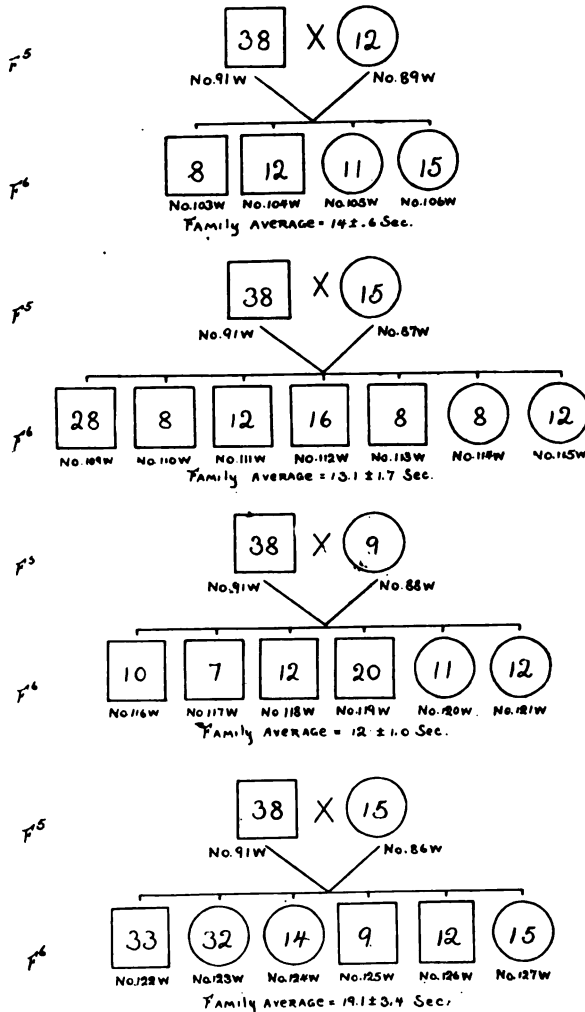 F⁵ 38 X 12
No.91W No.89W
F⁶ 8 12 11 15
No.103W No.104W No.105W No.106W
FAMILY AVERAGE = 14 ± .6 Sec.
F⁵ 38 X 15
No.91W No.87W
F⁶ 28 8 12 16 8 8 12
No.109W No.110W No.111W No.112W No.113W No.114W No.115W
FAMILY AVERAGE = 13.1 ± 1.7 Sec.
F⁵ 38 X 9
No.91W No.88W
F⁶ 10 7 12 20 11 12
No.116W No.117W No.118W No.119W No.120W No.121W
FAMILY AVERAGE = 12 ± 1.0 Sec.
F⁵ 38 X 15
No.91W No.86W
F⁶ 33 32 14 9 12 15
No.122W No.123W No.124W No.125W No.126W No.127W
FAMILY AVERAGE = 19.1 ± 3.4 Sec.